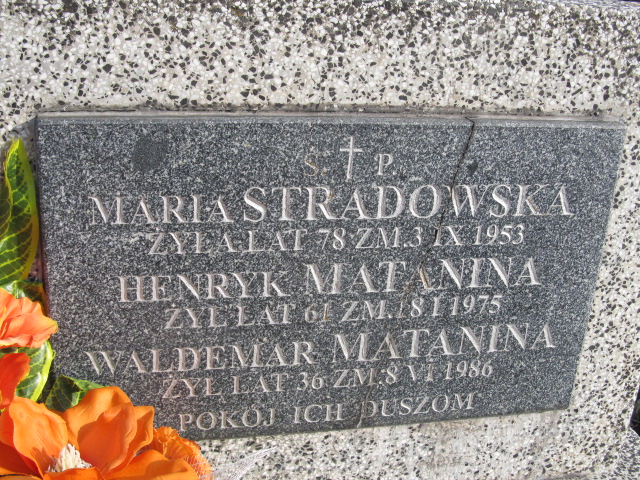 Ś. † P.
MARIA STRADOWSKA
ŻYŁA LAT 78 ZM.3 IX 1953
HENRYK MATANINA
ŻYŁ LAT 61 ZM.18 I 1975
WALDEMAR MATANINA
ŻYŁ LAT 36 ZM.8 VI 1986
POKÓJ ICH DUSZOM